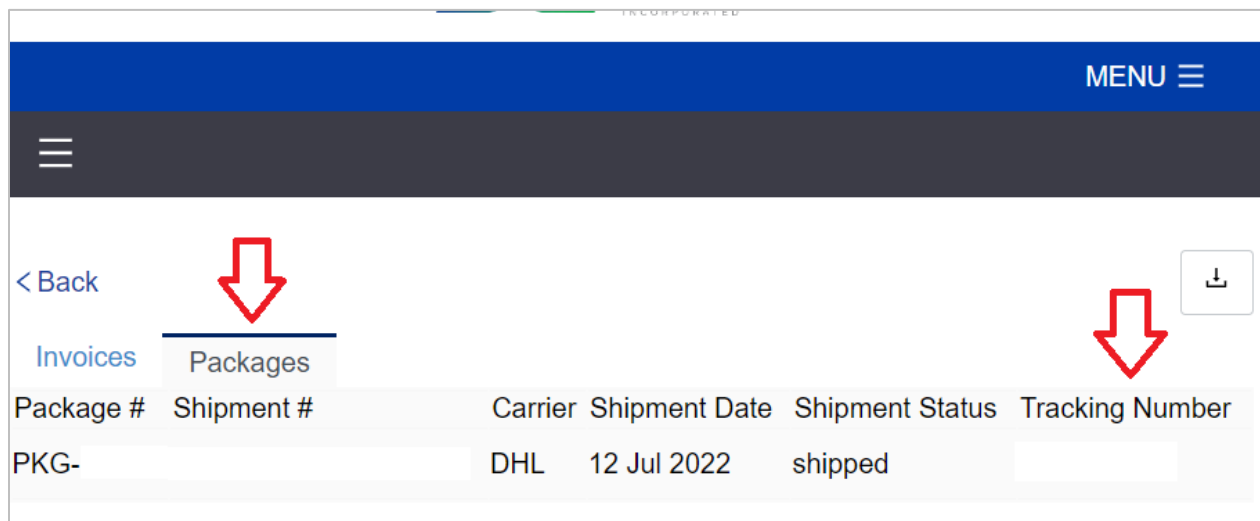 INCORPORATED
MENU
< Back
Invoices Packages
Package # Shipment # Carrier Shipment Date Shipment Status Tracking Number
PKG- DHL 12 Jul 2022 shipped